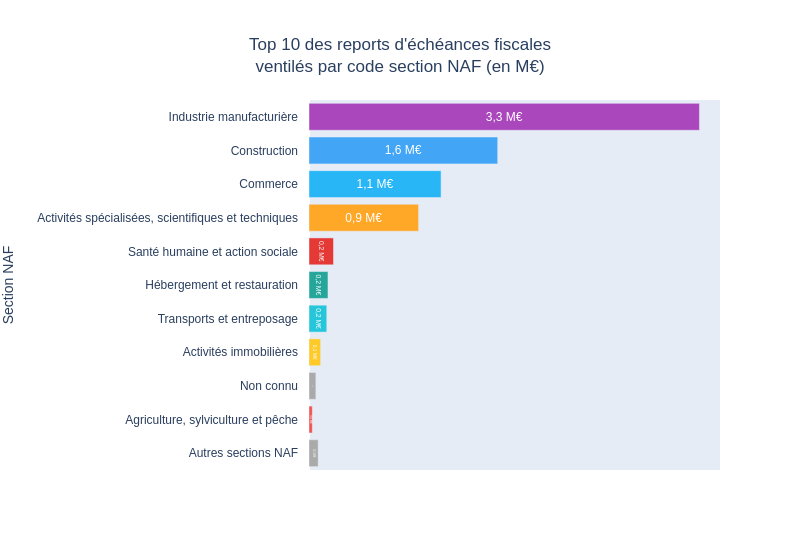 Top 10 des reports d'échéances fiscales
ventilés par code section NAF (en M€)
Section NAF
Industrie manufacturière 3,3 M€
Construction 1,6 M€
Commerce 1,1 M€
Activités spécialisées, scientifiques et techniques 0.9 M€
Santé humaine et action sociale 0,2 M€
Hébergement et restauration 0,2 M€
Transports et entreposage 0,2 M€
Activités immobilières
Non connu
Agriculture, sylviculture et pêche
Autres sections NAF